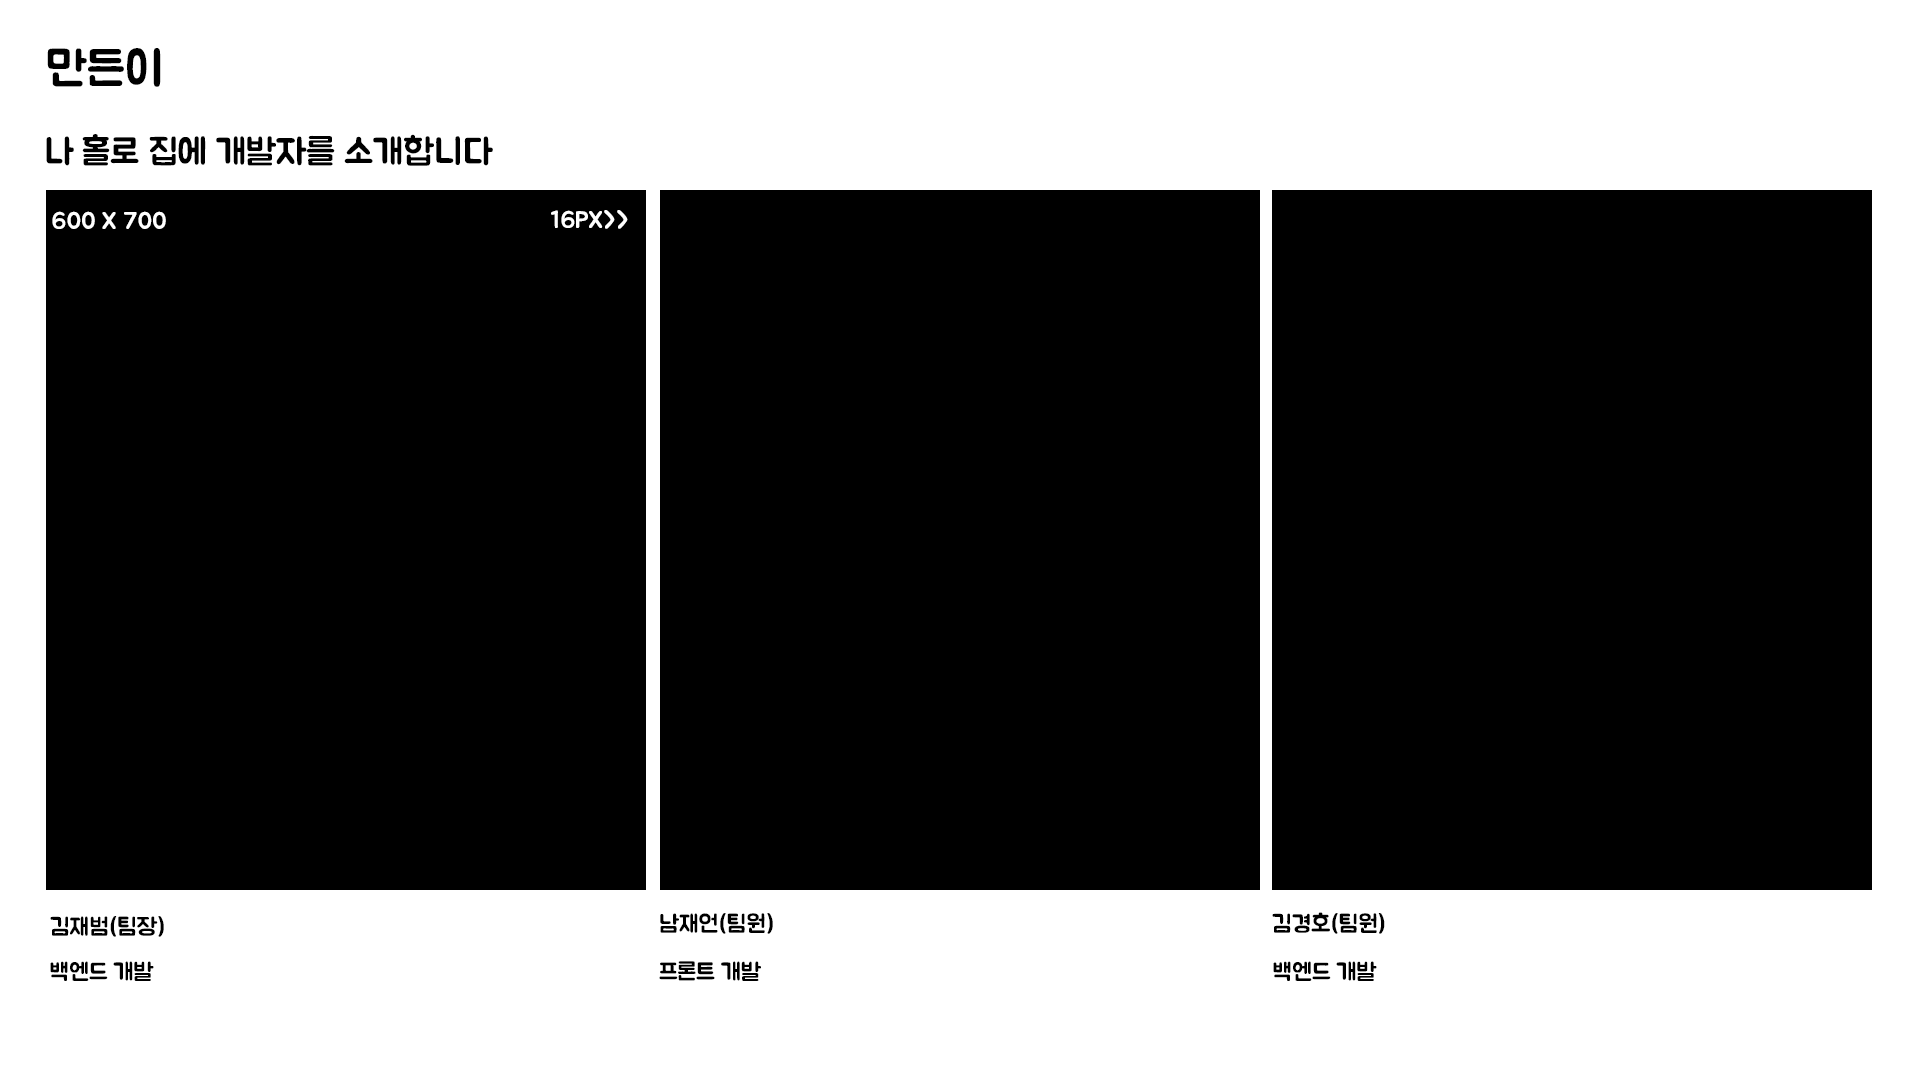 만든이
나 홀로 집에 개발자를 소개합니다
600 X 700
16PX>>
김재범(팀장)
백엔드 개발
남재언(팀원)
프론트 개발
김경호(팀원)
백엔드 개발